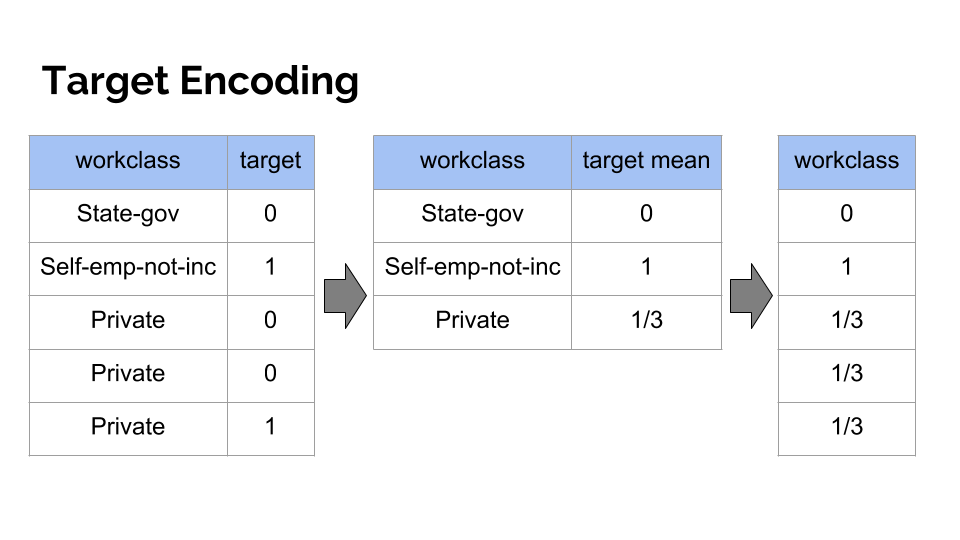 Target Encoding
workclass target
State-gov 0
Self-emp-not-inc 1
Private 0
Private 0
Private 1
workclass target mean
State-gov 0
Self-emp-not-inc 1
Private 1/3
workclass
0
1
1/3
1/3
1/3